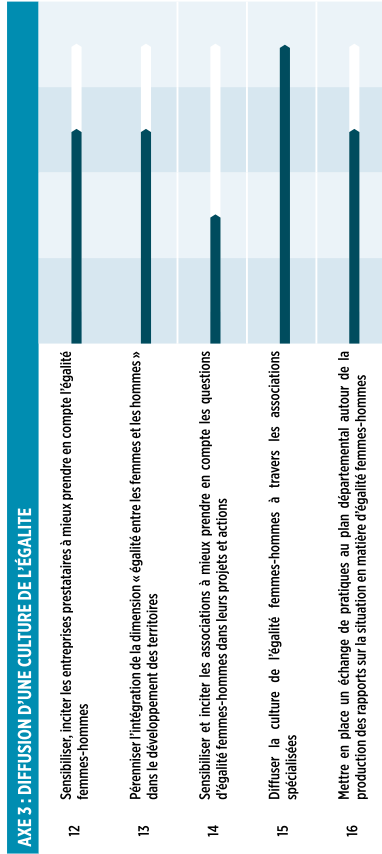 AXE 3 : DIFFUSION D’UNE CULTURE DE L’ÉGALITE
12 Sensibiliser, inciter les entreprises prestataires à mieux prendre en compte l’égalité
femmes-hommes
13 Pérenniser l’intégration de la dimension « égalité entre les femmes et les hommes »
dans le développement des territoires
14 Sensibiliser et inciter les associations à mieux prendre en compte les questions
d’égalité femmes-hommes dans leurs projets et actions
15 Diffuser la culture de l’égalité femmes-hommes à travers les associations
spécialisées
16 Mettre en place un échange de pratiques au plan départemental autour de la
production des rapports sur la situation en matière d’égalité femmes-hommes